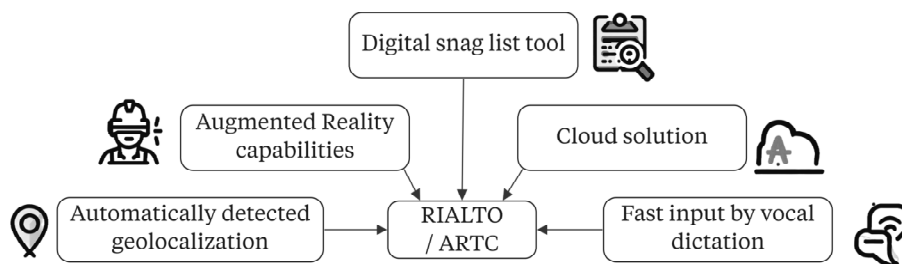 Digital snag list tool
Augmented Reality
capabilities
Cloud solution
A
Automatically detected
geolocalization
RIALTO
/ ARTC
Fast input by vocal
dictation